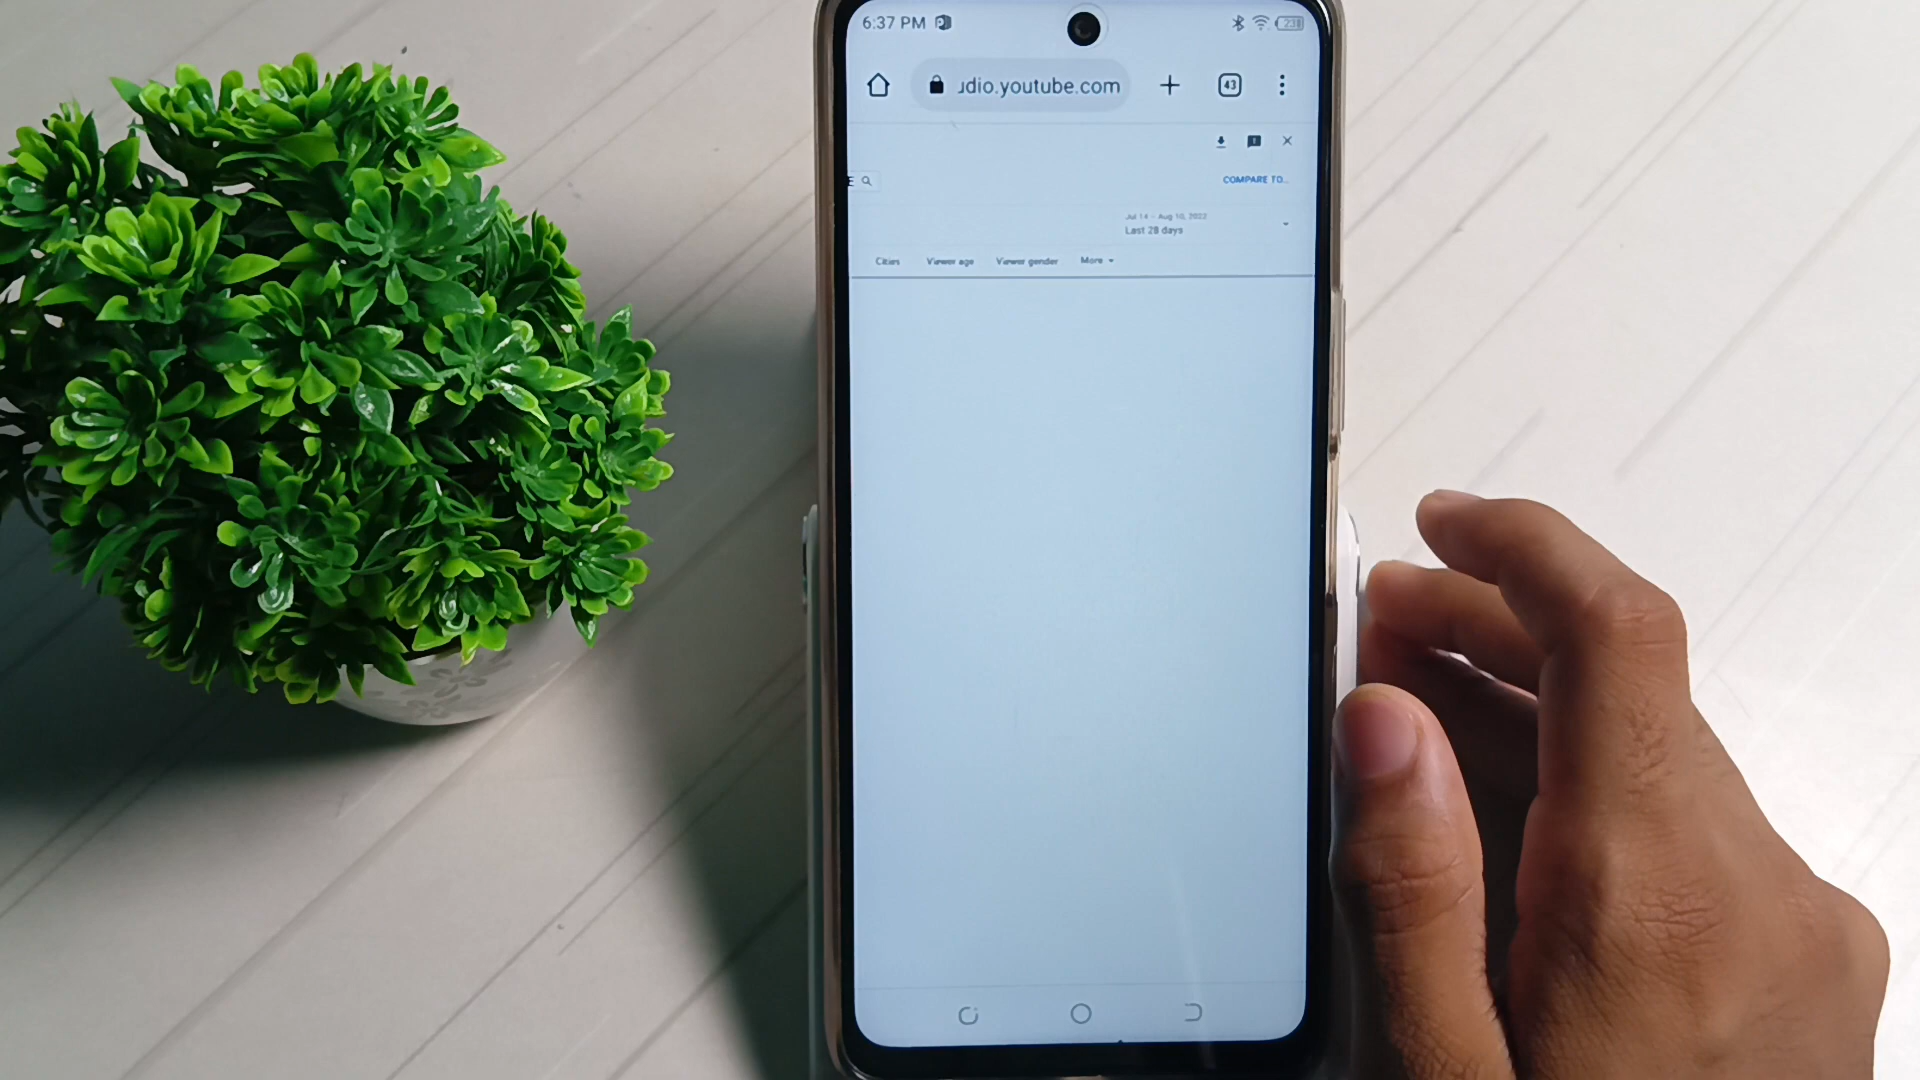 6:37 PM
23
udio.youtube.com
43
COMPARE TO...
Jul 14 – Aug 10, 2022
Last 28 days
Cities Viewer age Viewer gender More